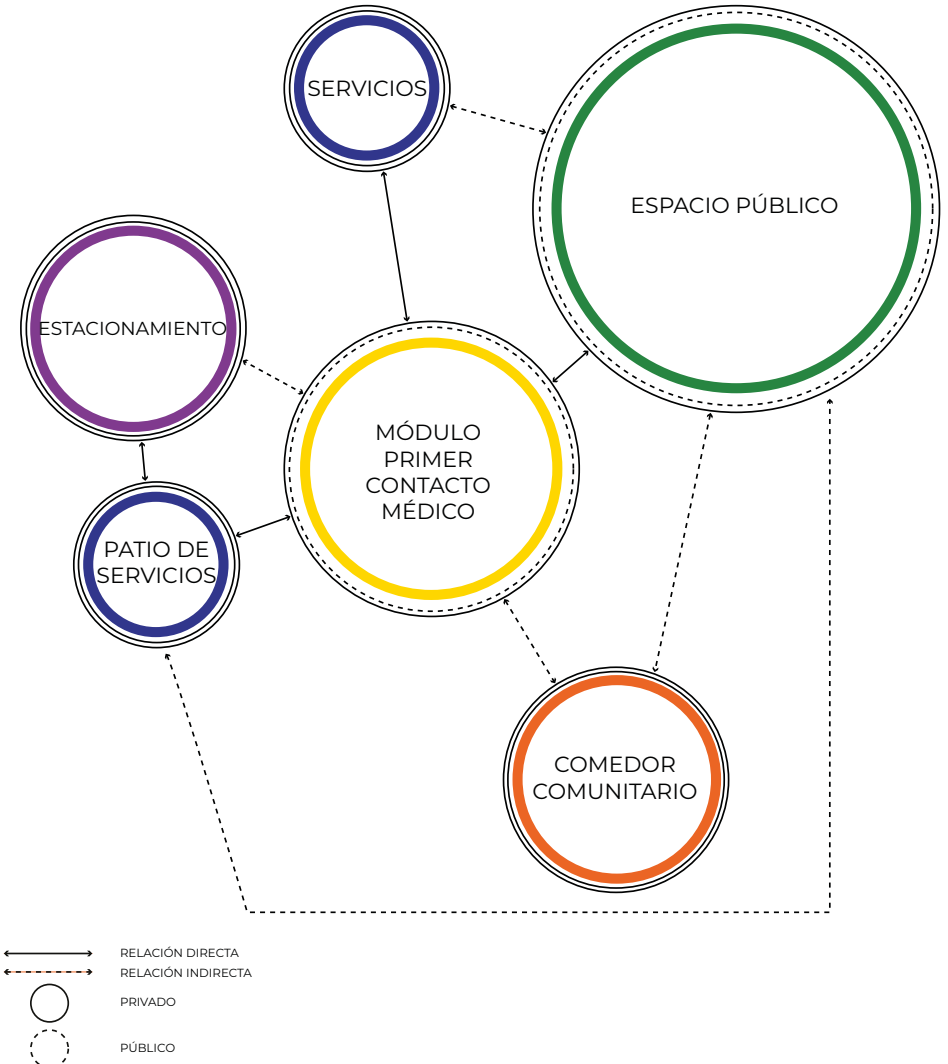 SERVICIOS
ESPACIO PÚBLICO
ESTACIONAMIENTO
MÓDULO
PRIMER
CONTACTO
MÉDICO
PATIO DE
SERVICIOS
COMEDOR
COMUNITARIO
RELACIÓN DIRECTA
RELACIÓN INDIRECTA
PRIVADO
PÚBLICO